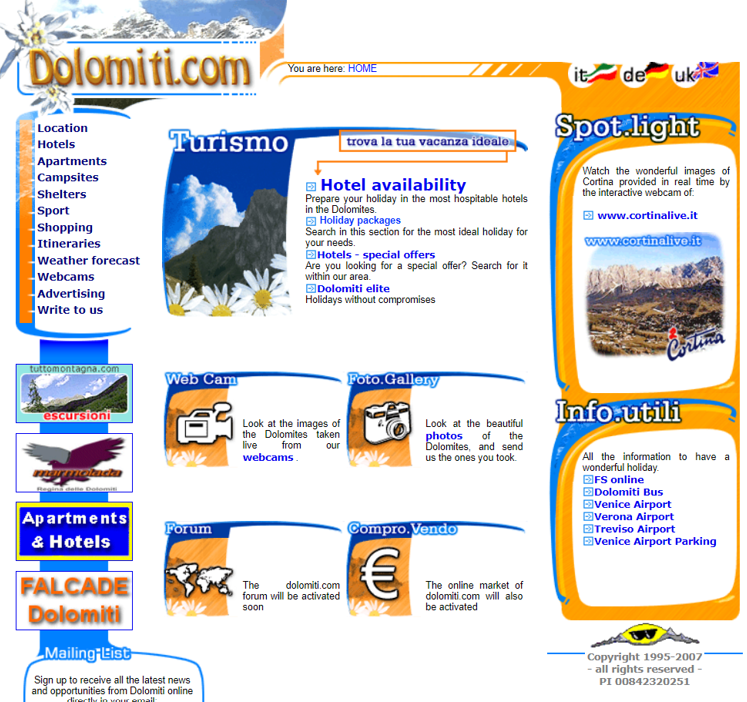 Dolomiti.com
You are here: HOME
it de uk
Location
Hotels
Apartments
Campsites
Shelters
Sport
Shopping
Itineraries
Weather forecast
Webcams
Advertising
Write to us
tuttomontagna.com
escursioni
marmolada
Regina delle Dolomiti
Apartments
& Hotels
FALCADE
Dolomiti
Mailing List
Sign up to receive all the latest news
and opportunities from Dolomiti online
directly in your email
Turismo
trova la tua vacanza ideale
Hotel availability
Prepare your holiday in the most hospitable hotels
in the Dolomites.
Holiday packages
Search in this section for the most ideal holiday for
your needs.
Hotels - special offers
Are you looking for a special offer? Search for it
within our area.
Dolomiti elite
Holidays without compromises
Web Cam
Look at the images of
the Dolomites taken
live from our
webcams .
Foto.Gallery
Look at the beautiful
photos of the
Dolomites, and send
us the ones you took.
Forum
The dolomiti.com
forum will be activated
soon
Compro.Vendo
€
The online market of
dolomiti.com will also
be activated
Spot.light
Watch the wonderful images of
Cortina provided in real time by
the interactive webcam of:
www.cortinalive.it
www.cortinalive.it
Cortina
Info.utili
All the information to have a
wonderful holiday.
FS online
Dolomiti Bus
Venice Airport
Verona Airport
Treviso Airport
Venice Airport Parking
Copyright 1995-2007
- all rights reserved -
PI 00842320251